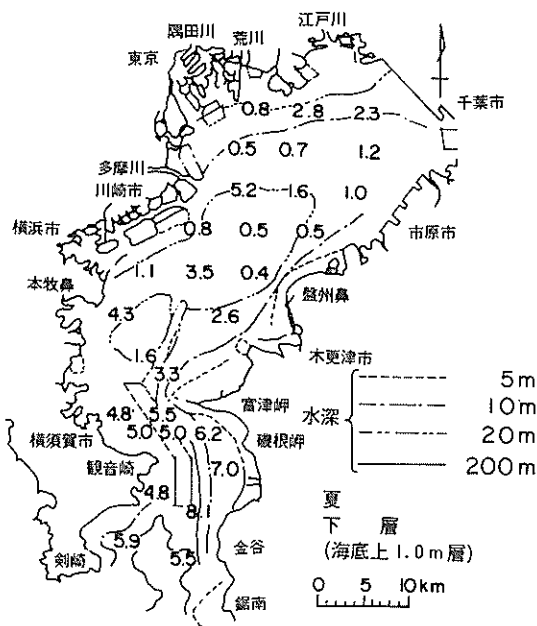 隅田川
荒川
江戸川
東京
千葉市
0.8 2.8 2.3
0.5 0.7 1.2
多摩川
川崎市
5.2 1.6 1.0
横浜市
0.8 0.5 0.5
市原市
本牧鼻
1.1 3.5 0.4
盤州鼻
4.3 2.6
1.6
木更津市
3.3
富津岬
4.8 5.5
横須賀市
5.0 5.0 6.2
磯根岬
観音崎
7.0
4.8
8.1
剣崎
5.9
5.5
金谷
鋸南
水深
5m
10m
20m
200m
夏
下 層
(海底上1.0m層)
0 5 10km